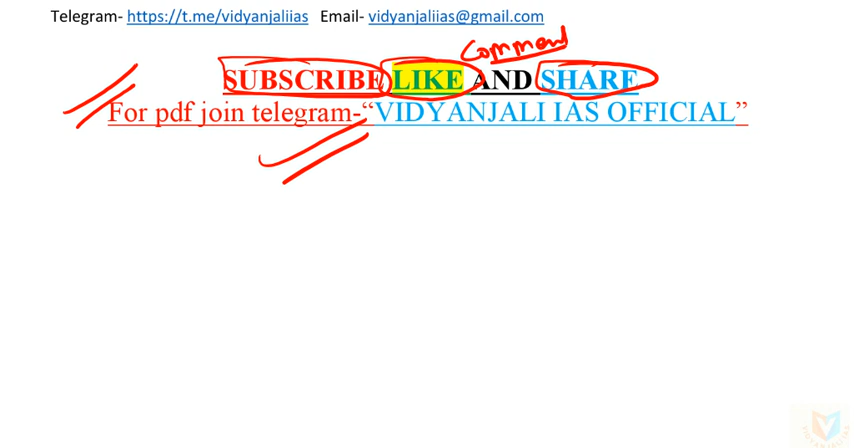 Telegram- https://t.me/vidyanjaliias Email- vidyanjaliias@gmail.com
Comment
SUBSCRIBE LIKE AND SHARE
For pdf join telegram-“VIDYANJALI IAS OFFICIAL”